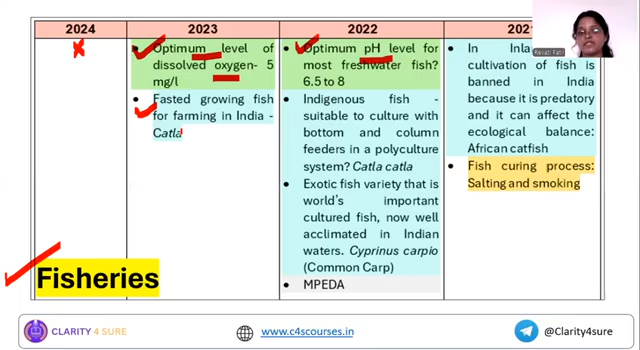 2024
2023
2022
2021
Optimum level of
dissolved oxygen- 5
mg/l
Fasted growing fish
for farming in India -
Catla
Optimum pH level for
most freshwater fish?
6.5 to 8
Indigenous fish -
suitable to culture with
bottom and column
feeders in a polyculture
system? Catla catla
Exotic fish variety that is
world's important
cultured fish, now well
acclimated in Indian
waters. Cyprinus carpio
(Common Carp)
MPEDA
In Inla
cultivation of fish is
banned in India
because it is predatory
and it can affect the
ecological balance:
African catfish
Fish curing process:
Salting and smoking
Revati Patil
Fisheries
CLARITY 4 SURE
www.c4scourses.in
@Clarity4sure